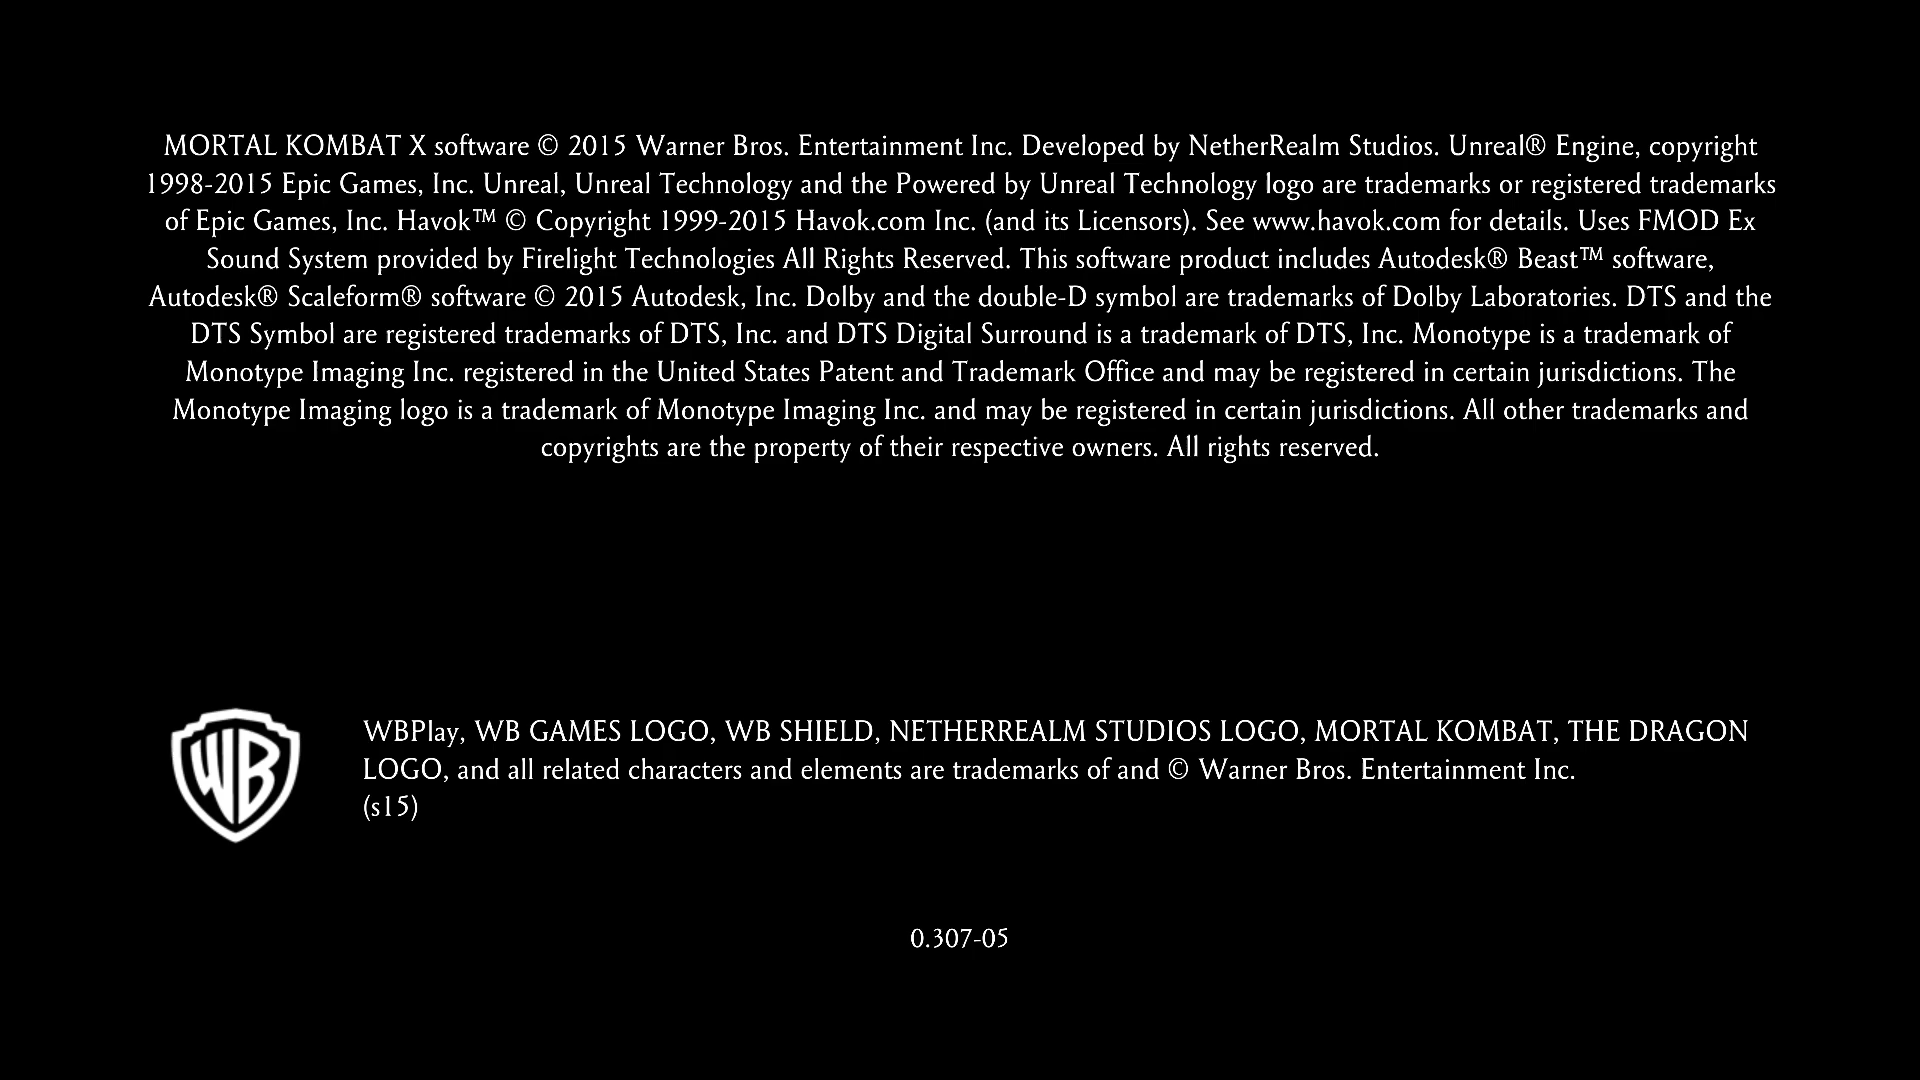 MORTAL KOMBAT X software © 2015 Warner Bros. Entertainment Inc. Developed by NetherRealm Studios. Unreal® Engine, copyright
1998-2015 Epic Games, Inc. Unreal, Unreal Technology and the Powered by Unreal Technology logo are trademarks or registered trademarks
of Epic Games, Inc. Havok™ © Copyright 1999-2015 Havok.com Inc. (and its Licensors). See www.havok.com for details. Uses FMOD Ex
Sound System provided by Firelight Technologies All Rights Reserved. This software product includes Autodesk® Beast™ software,
Autodesk® Scaleform® software © 2015 Autodesk, Inc. Dolby and the double-D symbol are trademarks of Dolby Laboratories. DTS and the
DTS Symbol are registered trademarks of DTS, Inc. and DTS Digital Surround is a trademark of DTS, Inc. Monotype is a trademark of
Monotype Imaging Inc. registered in the United States Patent and Trademark Office and may be registered in certain jurisdictions. The
Monotype Imaging logo is a trademark of Monotype Imaging Inc. and may be registered in certain jurisdictions. All other trademarks and
copyrights are the property of their respective owners. All rights reserved.
WB
WBPlay, WB GAMES LOGO, WB SHIELD, NETHERREALM STUDIOS LOGO, MORTAL KOMBAT, THE DRAGON
LOGO, and all related characters and elements are trademarks of and © Warner Bros. Entertainment Inc.
(s15)
0.307-05